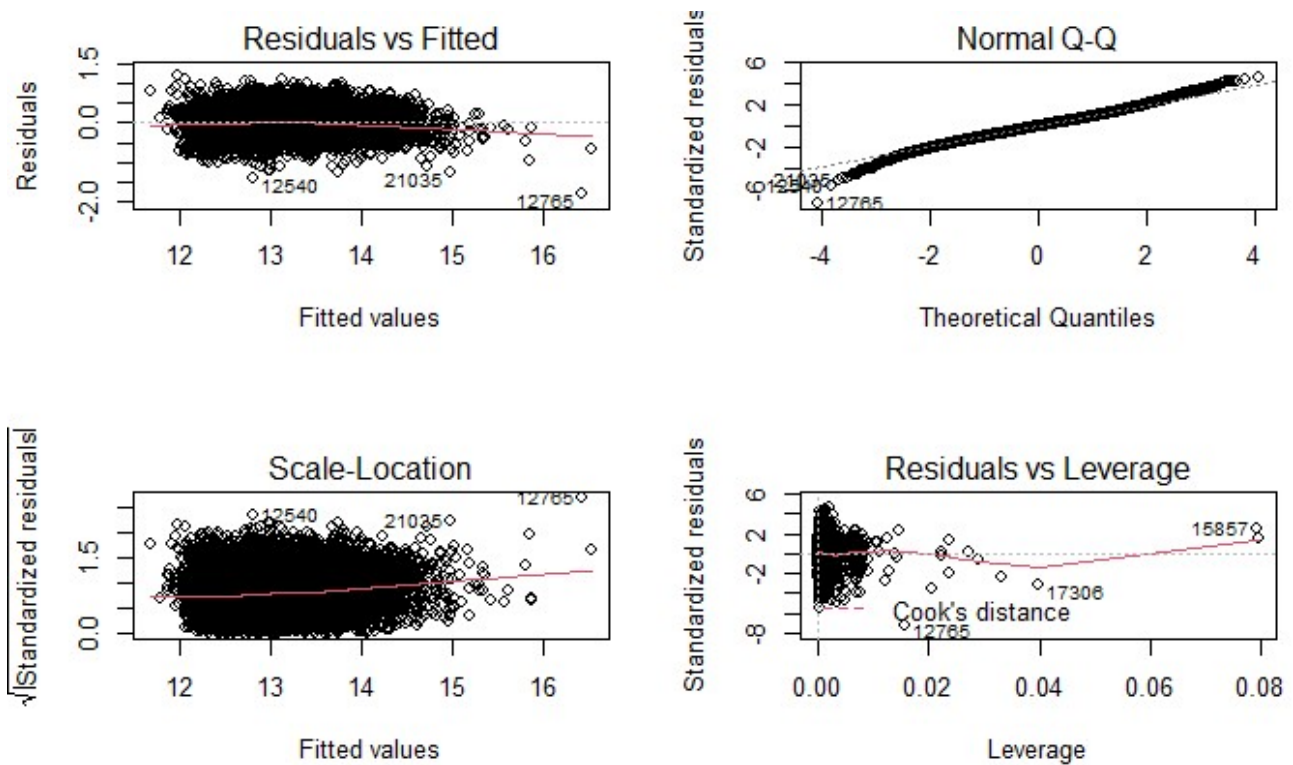 Residuals vs Fitted
Residuals
1.5
0.0
-2.0
12540
21035
12765
12 13 14 15 16
Fitted values
Normal Q-Q
Standardized residuals
6
2
-2
-6
21035
12540
12765
-4 -2 0 2 4
Theoretical Quantiles
Scale-Location
√|Standardized residuals|
1.5
0.0
12540
21035
12765
12 13 14 15 16
Fitted values
Residuals vs Leverage
Standardized residuals
6
2
-2
-8
15857
17306
Cook's distance
12765
0.00 0.02 0.04 0.06 0.08
Leverage